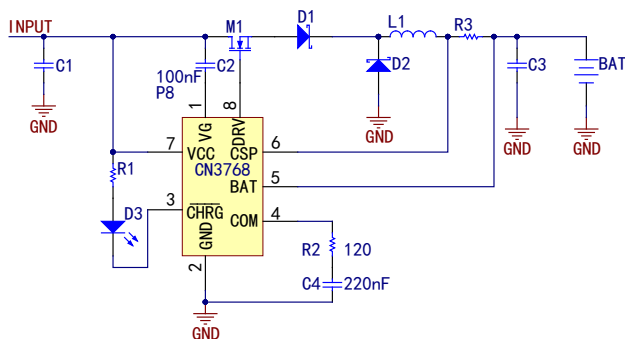 INPUT
M1
D1
L1
R3
C1
C2
D2
C3
BAT
100nF
P8
GND
GND
GND
GND
1
8
VG
DRV
7
VCC
CSP
6
R1
CN3768
BAT
5
3
CHRG
D3
COM
4
GND
R2
120
2
C4
220nF
GND